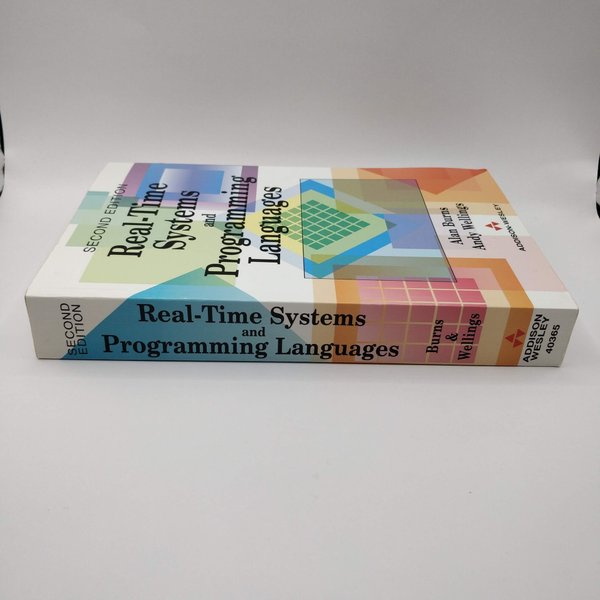 SECOND EDITION
Real-Time
Systems
and
Programming
Languages
Alan Burns
Andy Wellings
ADDISON-WESLEY
SECOND
EDITION
Real-Time Systems
and
Programming Languages
Burns
&
Wellings
ADDISON
WESLEY
40365